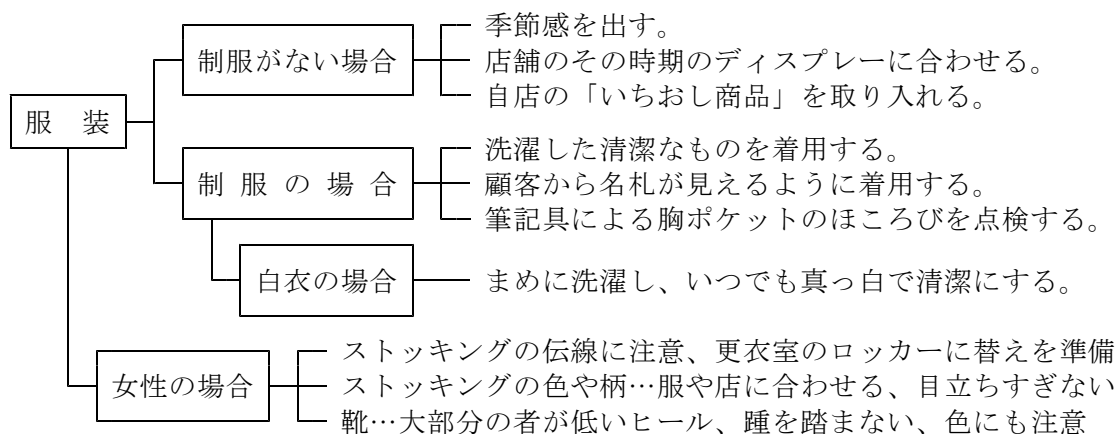 服　装
制服がない場合
季節感を出す。
店舗のその時期のディスプレーに合わせる。
自店の「いちおし商品」を取り入れる。
制 服 の 場 合
洗濯した清潔なものを着用する。
顧客から名札が見えるように着用する。
筆記具による胸ポケットのほころびを点検する。
白衣の場合
まめに洗濯し、いつでも真っ白で清潔にする。
女性の場合
ストッキングの伝線に注意、更衣室のロッカーに替えを準備
ストッキングの色や柄…服や店に合わせる、目立ちすぎない
靴…大部分の者が低いヒール、踵を踏まない、色にも注意